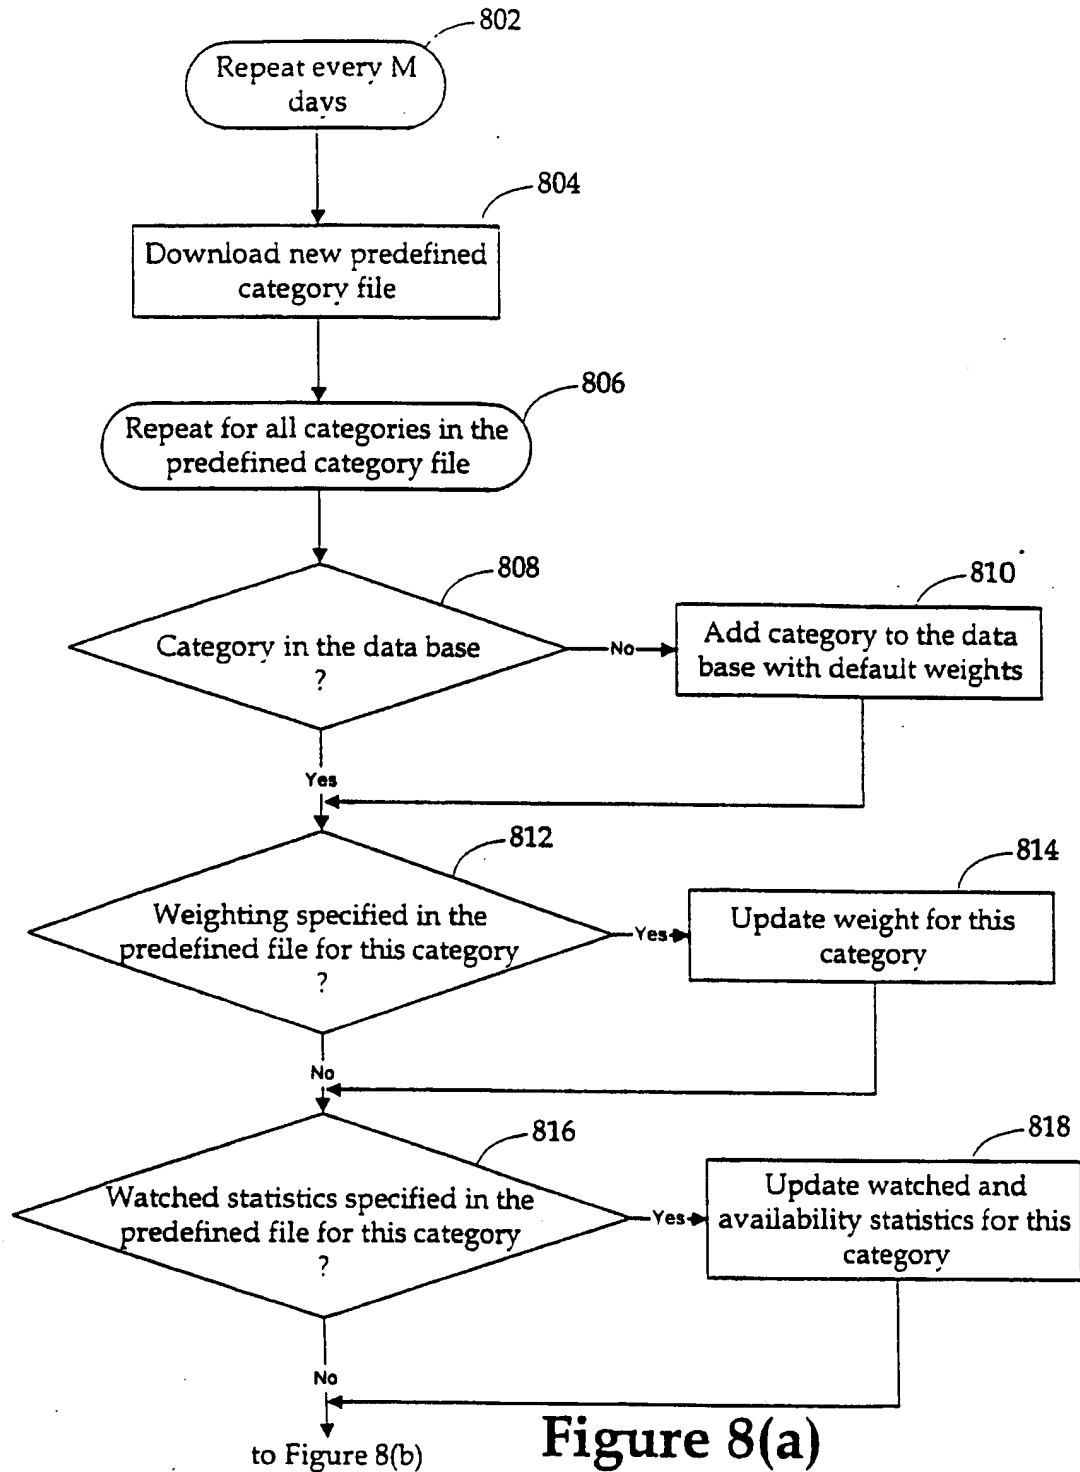 802
Repeat every M
days
804
Download new predefined
category file
806
Repeat for all categories in the
predefined category file
808
Category in the data base
?
No
810
Add category to the data
base with default weights
Yes
812
Weighting specified in the
predefined file for this category
?
Yes
814
Update weight for this
category
No
816
Watched statistics specified in the
predefined file for this category
?
Yes
818
Update watched and
availability statistics for this
category
No
to Figure 8(b)
Figure 8(a)